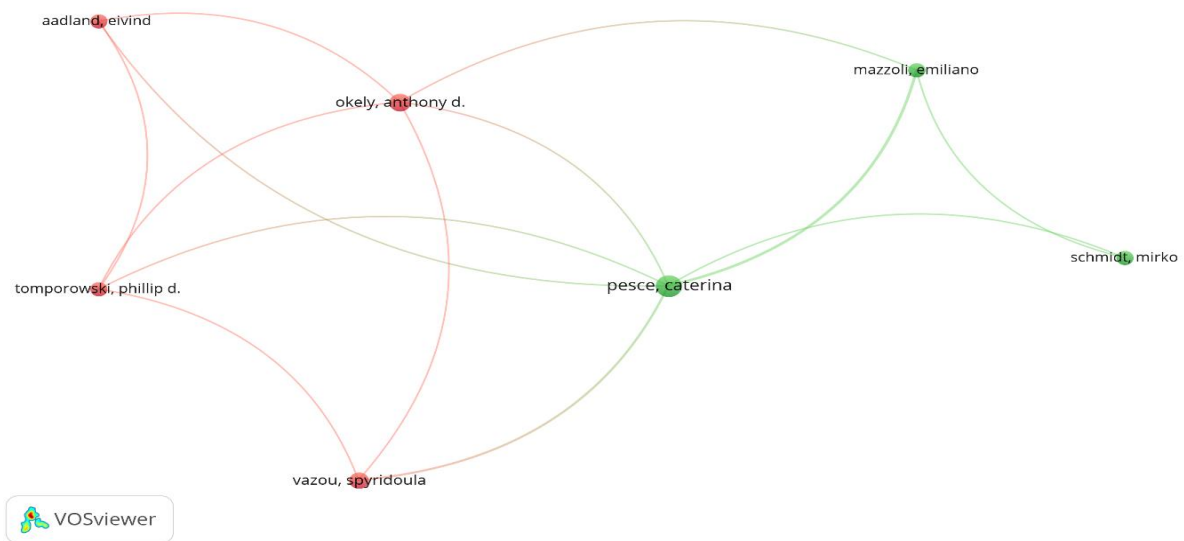 aadland, eivind
mazzoli, emiliano
okely, anthony d.
schmidt, mirko
pesce, caterina
tomporowski, phillip d.
vazou, spyridoula
VOSviewer